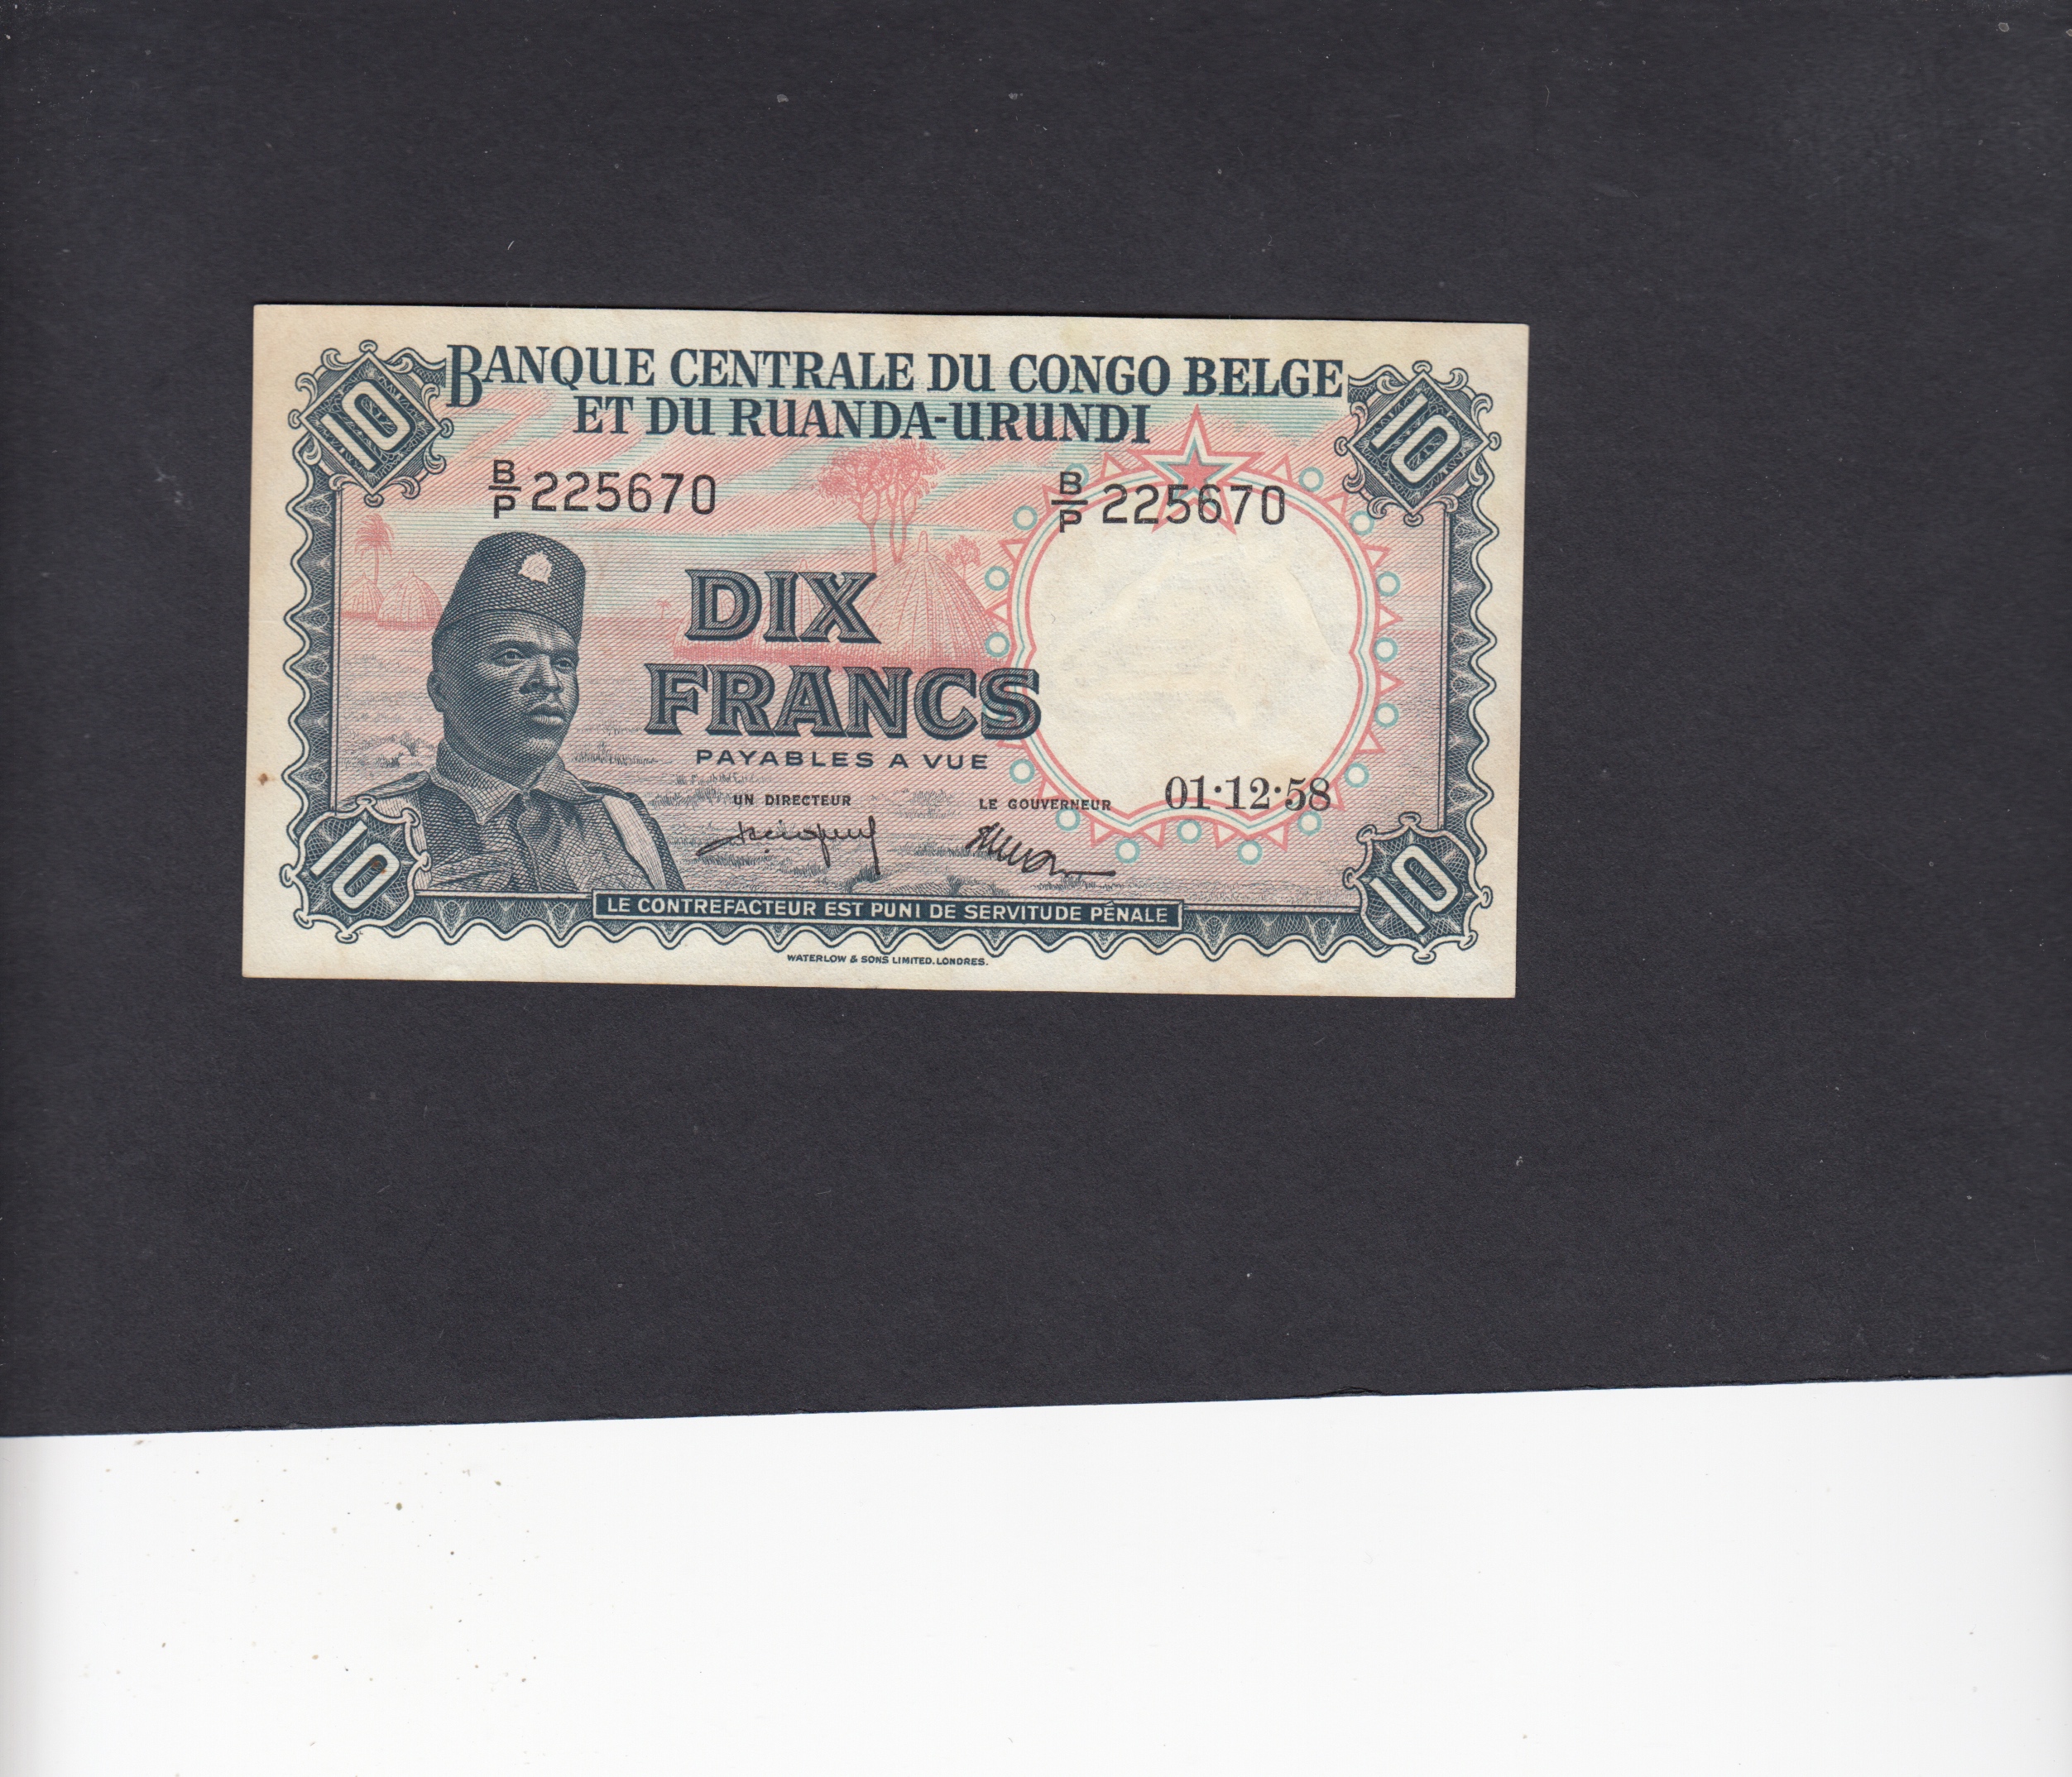 BANQUE CENTRALE DU CONGO BELGE
ET DU RUANDA-URUNDI
10
10
B/P 225670
B/P 225670
DIX
FRANCS
PAYABLES A VUE
UN DIRECTEUR
LE GOUVERNEUR
01·12·58
10
10
LE CONTREFACTEUR EST PUNI DE SERVITUDE PÉNALE
WATERLOW & SONS LIMITED. LONDRES.